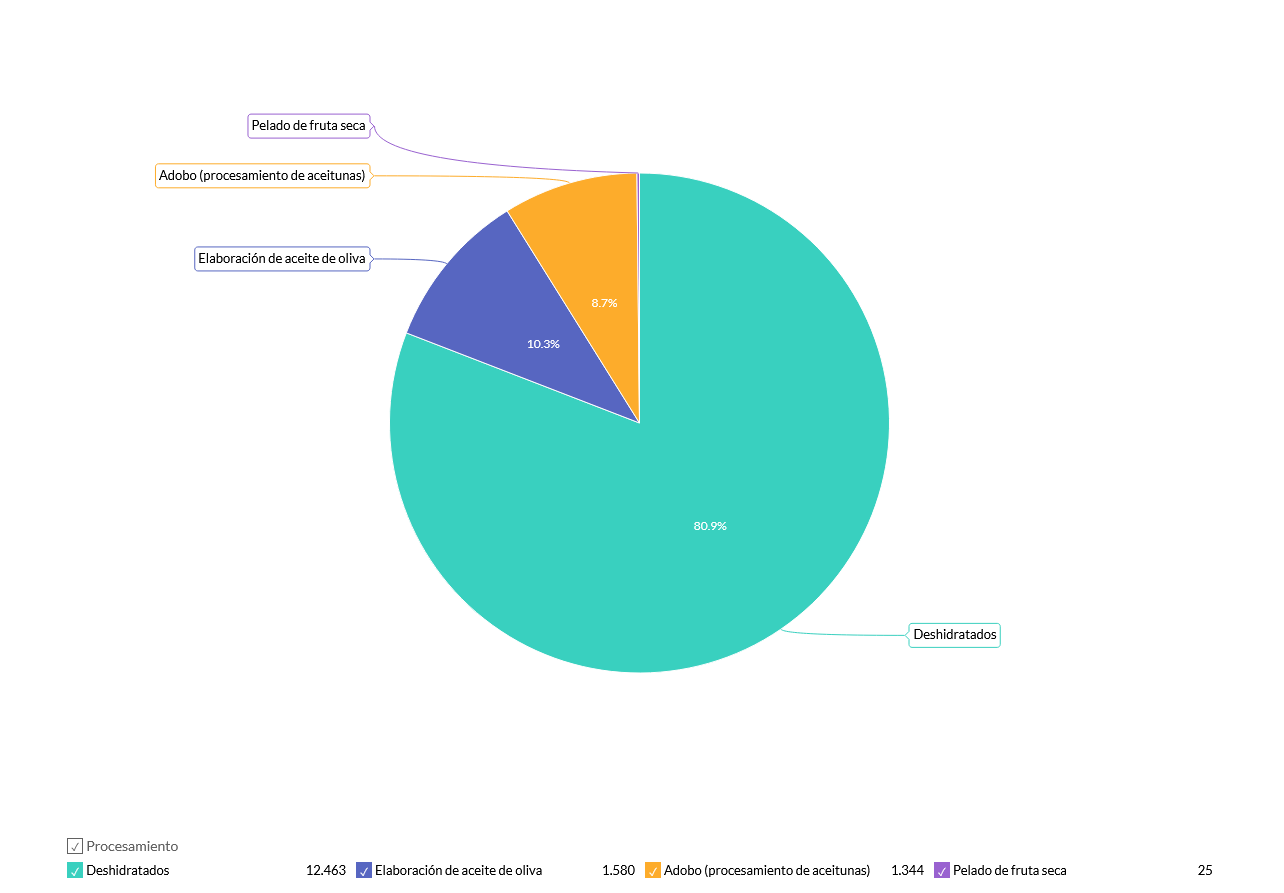 Pelado de fruta seca
Adobo (procesamiento de aceitunas)
Elaboración de aceite de oliva
8.7%
10.3%
80.9%
Deshidratados
Procesamiento
Deshidratados 12.463 Elaboración de aceite de oliva 1.580 Adobo (procesamiento de aceitunas) 1.344 Pelado de fruta seca 25